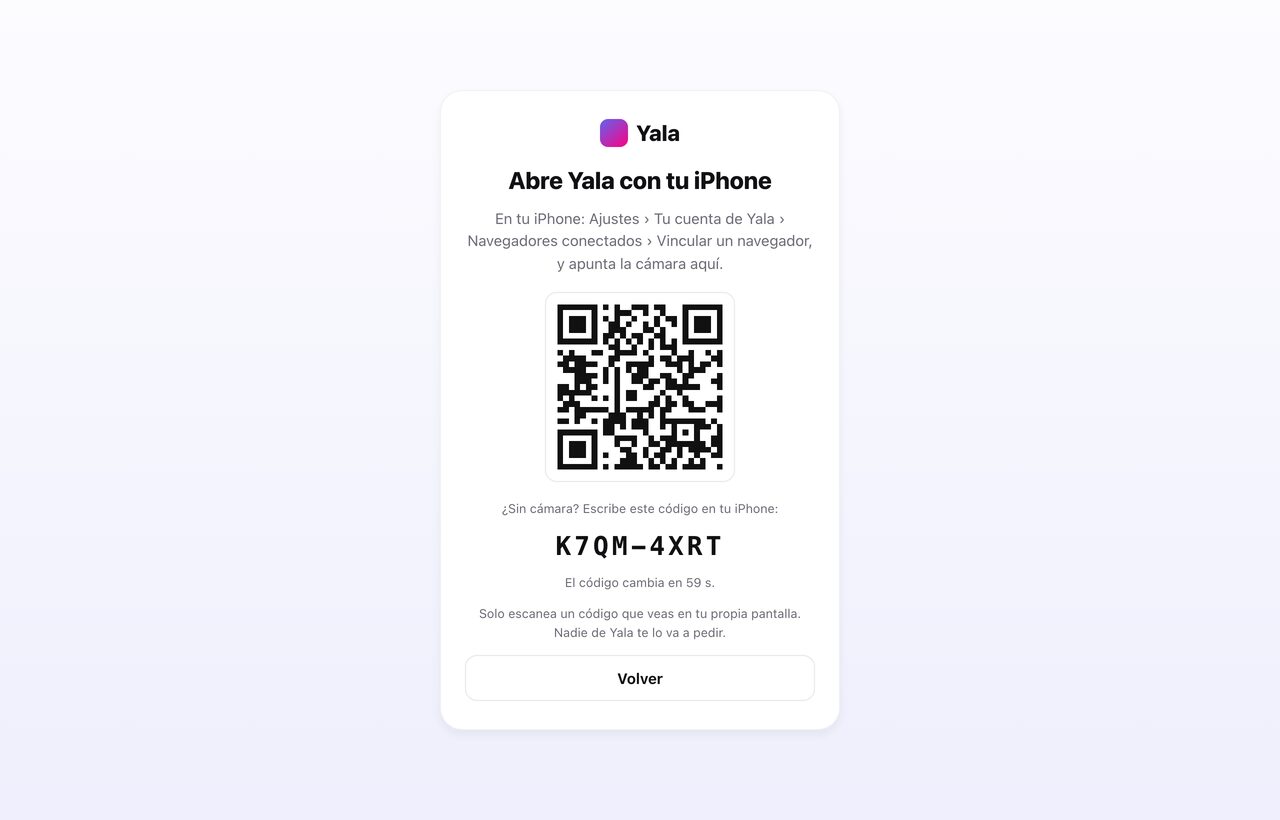 Yala
Abre Yala con tu iPhone
En tu iPhone: Ajustes › Tu cuenta de Yala ›
Navegadores conectados › Vincular un navegador,
y apunta la cámara aquí.
¿Sin cámara? Escribe este código en tu iPhone:
K7QM–4XRT
El código cambia en 59 s.
Solo escanea un código que veas en tu propia pantalla.
Nadie de Yala te lo va a pedir.
Volver